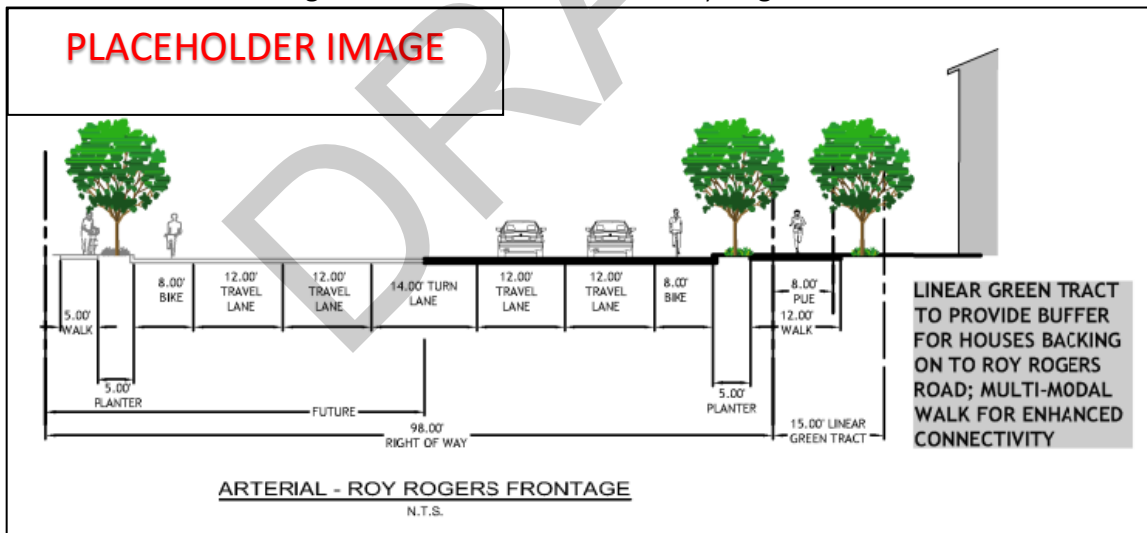 PLACEHOLDER IMAGE
DRA
8.00'
BIKE
12.00'
TRAVEL
LANE
12.00'
TRAVEL
LANE
14.00' TURN
LANE
12.00'
TRAVEL
LANE
12.00'
TRAVEL
LANE
8.00'
BIKE
8.00'
PUE
12.00'
WALK
5.00'
WALK
5.00'
PLANTER
5.00'
PLANTER
FUTURE
98.00'
RIGHT OF WAY
15.00' LINEAR
GREEN TRACT
LINEAR GREEN TRACT
TO PROVIDE BUFFER
FOR HOUSES BACKING
ON TO ROY ROGERS
ROAD; MULTI-MODAL
WALK FOR ENHANCED
CONNECTIVITY
ARTERIAL - ROY ROGERS FRONTAGE
N.T.S.